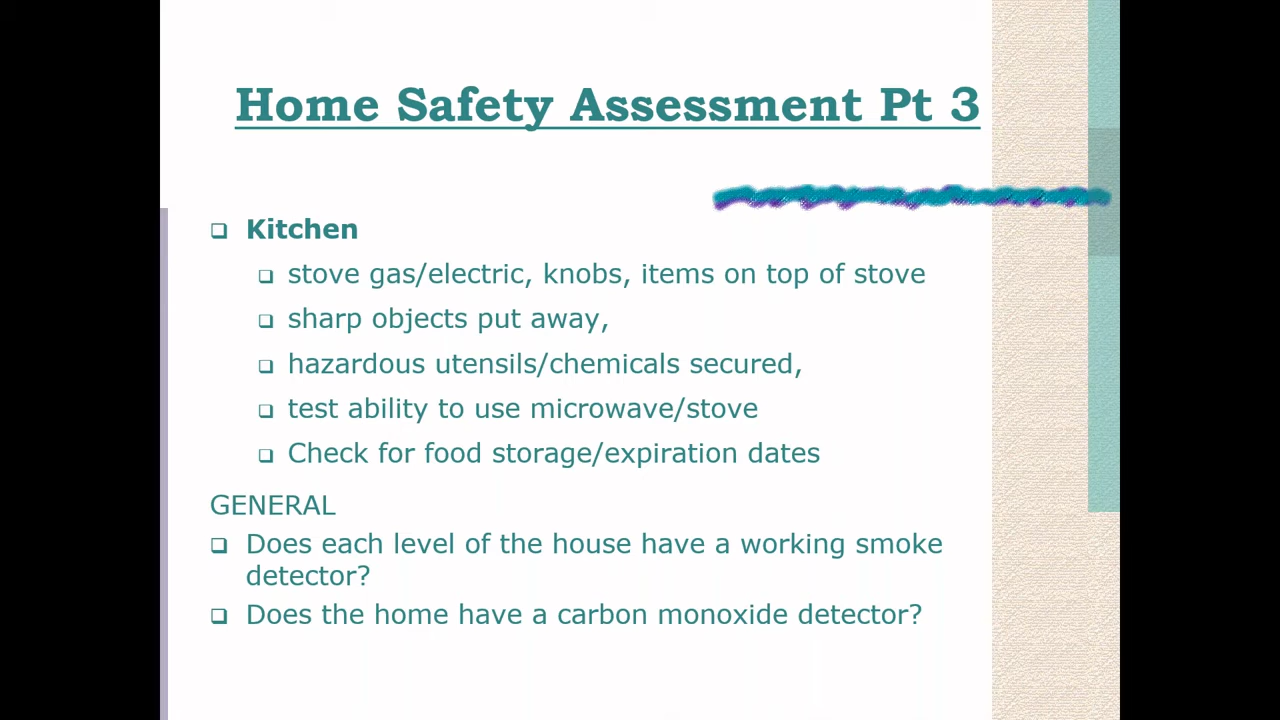 Home Safety Assessment Pt 3
Kitchen
stove gas/electric, knobs, items on top of stove
sharp objects put away,
hazardous utensils/chemicals secured,
test ability to use microwave/stove
Check for food storage/expiration dates
GENERAL
Does each level of the house have a working smoke
detector?
Does the home have a carbon monoxide detector?